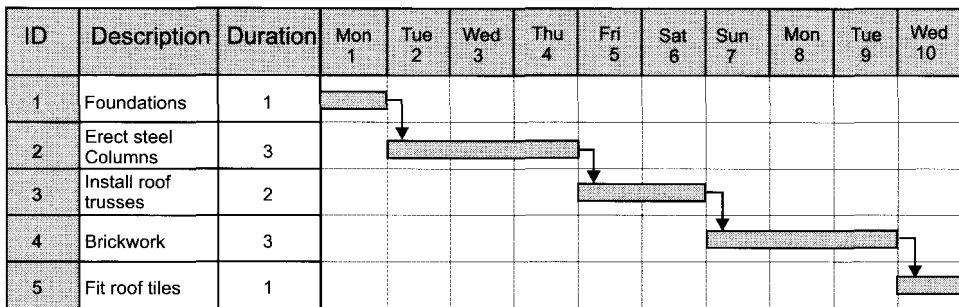 ID Description Duration Mon 1 Tue 2 Wed 3 Thu 4 Fri 5 Sat 6 Sun 7 Mon 8 Tue 9 Wed 10
1 Foundations 1
2 Erect steel
Columns 3
3 Install roof
trusses 2
4 Brickwork 3
5 Fit roof tiles 1